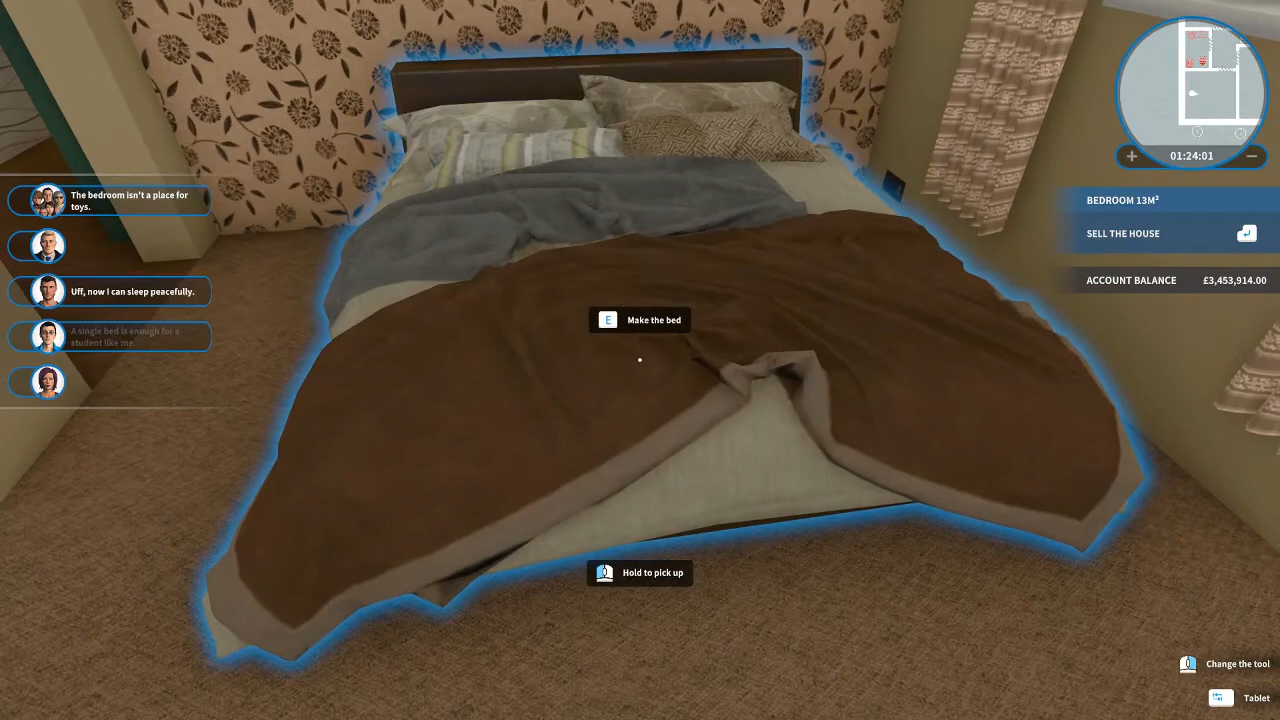 01:24:01
The bedroom isn't a place for
toys.
BEDROOM 13M²
SELL THE HOUSE
ACCOUNT BALANCE £3,453,914.00
Uff, now I can sleep peacefully.
A single bed is enough for a
student like me.
E Make the bed
Hold to pick up
Change the tool
Tablet